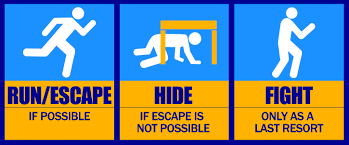 RUN/ESCAPE
IF POSSIBLE
HIDE
IF ESCAPE IS
NOT POSSIBLE
FIGHT
ONLY AS A
LAST RESORT